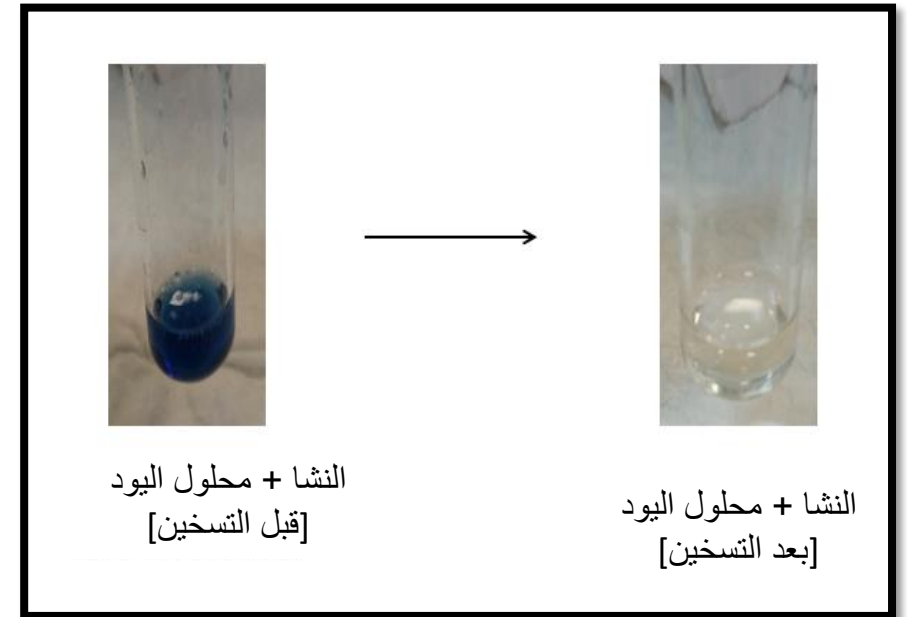 النشا + محلول اليود
[قبل التسخين]
النشا + محلول اليود
[بعد التسخين]